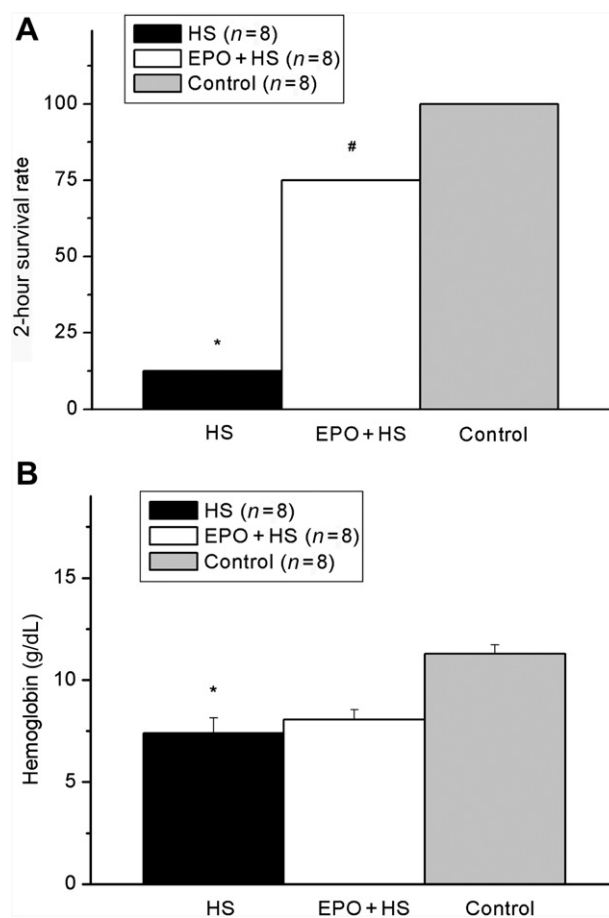 A
HS (n=8)
EPO + HS (n=8)
Control (n=8)
2-hour survival rate
100
75
50
25
0
*
#
HS
EPO + HS
Control
B
HS (n=8)
EPO + HS (n=8)
Control (n=8)
Hemoglobin (g/dL)
15
10
5
0
*
HS
EPO + HS
Control